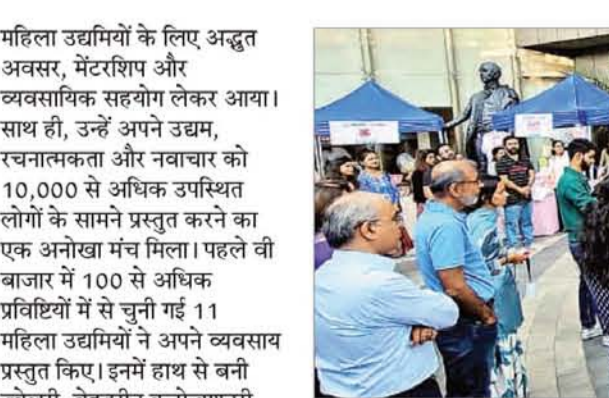 महिला उद्यमियों के लिए अद्भुत
अवसर, मेंटरशिप और
व्यवसायिक सहयोग लेकर आया।
साथ ही, उन्हें अपने उद्यम,
रचनात्मकता और नवाचार को
10,000 से अधिक उपस्थित
लोगों के सामने प्रस्तुत करने का
एक अनोखा मंच मिला। पहले वी
बाजार में 100 से अधिक
प्रविष्टियों में से चुनी गई 11
महिला उद्यमियों ने अपने व्यवसाय
प्रस्तुत किए। इनमें हाथ से बनी